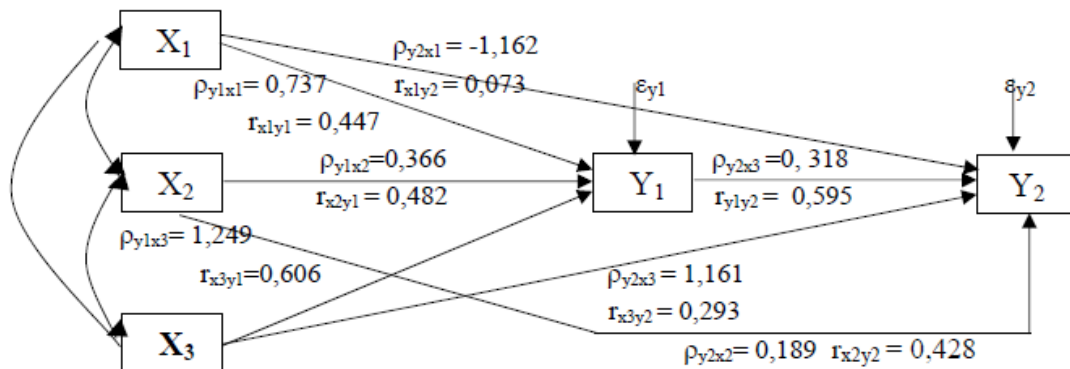 X₁
ρy2x1 = -1,162
ρy1x1 = 0,737
rx1y2 = 0,073
εy1
εy2
rx1y1 = 0,447
X₂
ρy1x2=0,366
rx2y1 = 0,482
Y₁
ρy2x3 =0, 318
ry1y2 = 0,595
Y₂
ρy1x3= 1,249
rx3y1=0,606
ρy2x3 = 1,161
rx3y2 = 0,293
X₃
ρy2x2= 0,189 rx2y2 = 0,428